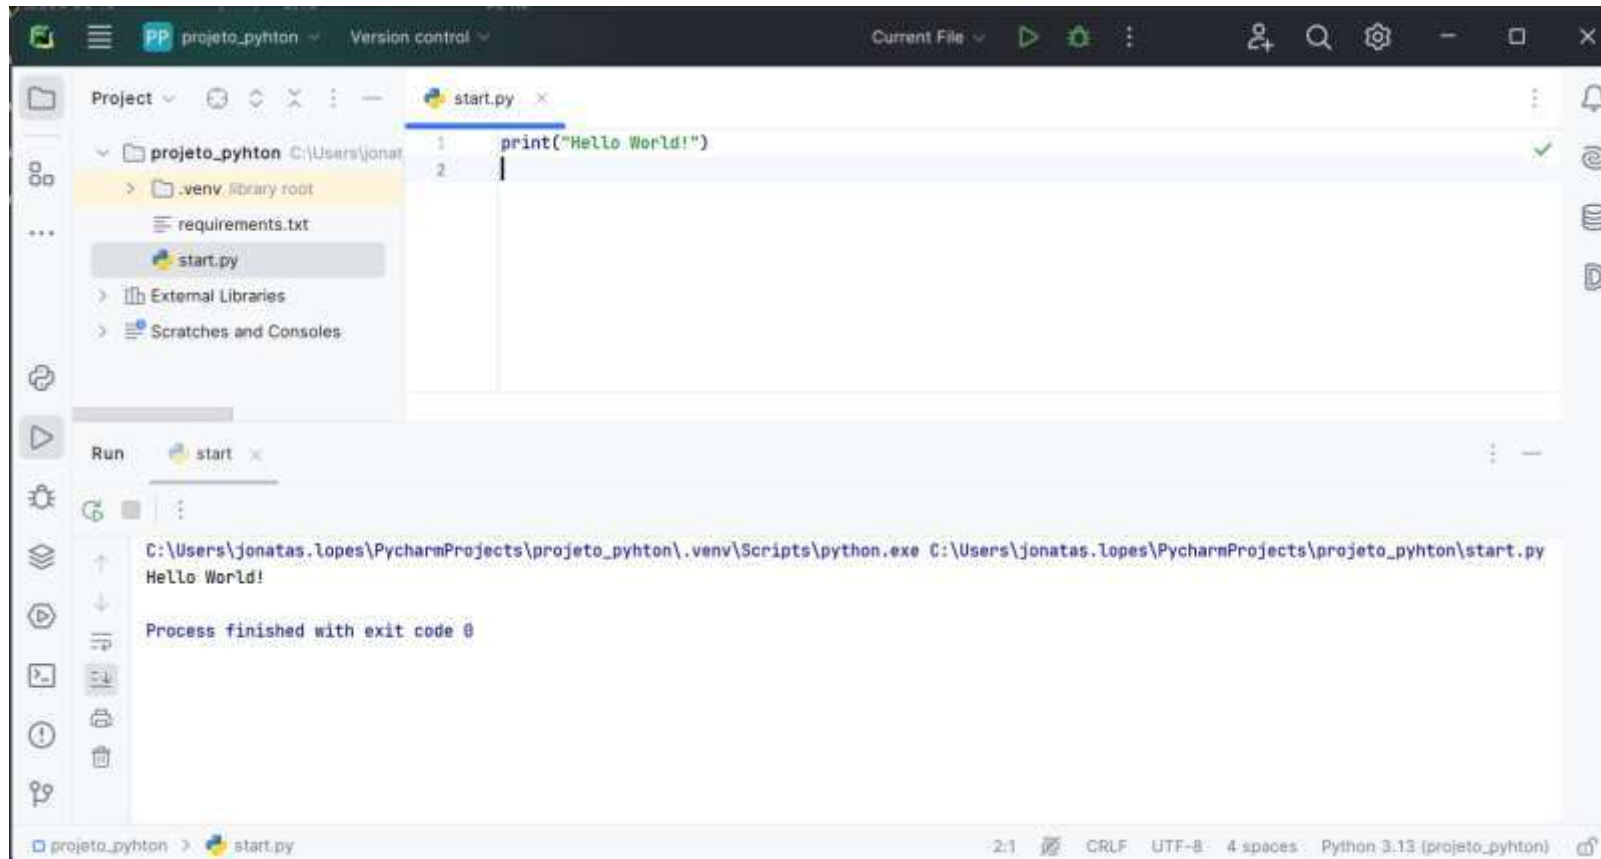 PP projeto_pyhton Version control Current File
Project
start.py
projeto_pyhton C:\Users\jonat
.venv library root
requirements.txt
start.py
External Libraries
Scratches and Consoles
1 print("Hello World!")
2
Run start
C:\Users\jonatas.lopes\PycharmProjects\projeto_pyhton\.venv\Scripts\python.exe C:\Users\jonatas.lopes\PycharmProjects\projeto_pyhton\start.py
Hello World!
Process finished with exit code 0
projeto_pyhton > start.py 2:1 CRLF UTF-8 4 spaces Python 3.13 (projeto_pyhton)